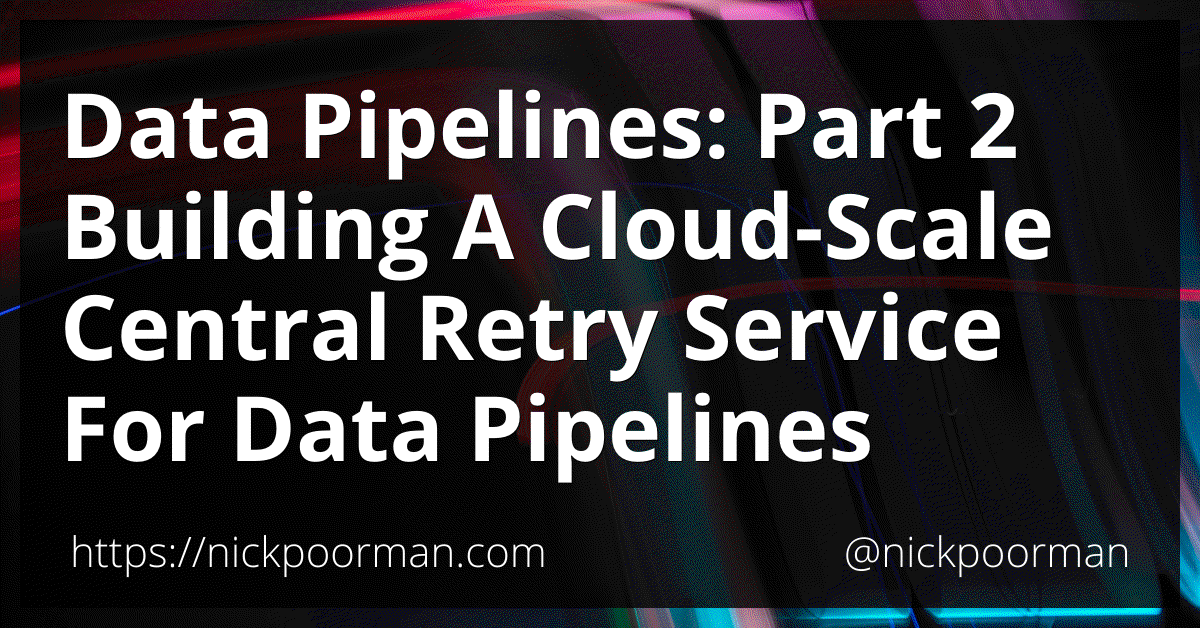 Data Pipelines: Part 2
Building A Cloud-Scale
Central Retry Service
For Data Pipelines
https://nickpoorman.com
@nickpoorman